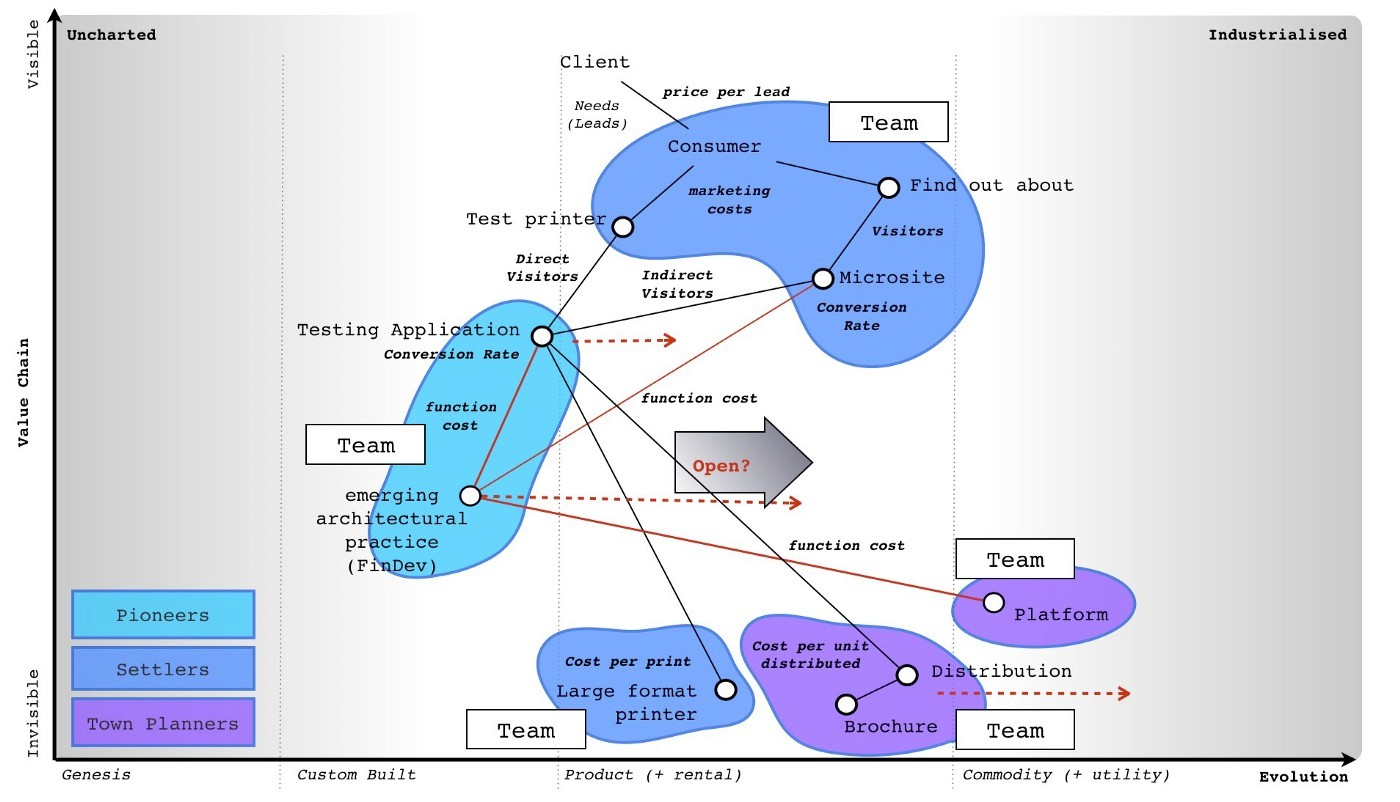 Visible
Uncharted
Industrialised
Client
price per lead
Needs
(Leads)
Team
Consumer
marketing
costs
Find out about
Test printer
Visitors
Direct
Visitors
Indirect
Visitors
Microsite
Conversion
Rate
Testing Application
Conversion Rate
Value Chain
function
cost
function cost
Team
Open?
emerging
architectural
practice
(FinDev)
function cost
Team
Platform
Pioneers
Settlers
Town Planners
Cost per print
Large format
printer
Team
Cost per unit
distributed
Distribution
Brochure
Team
Invisible
Genesis
Custom Built
Product (+ rental)
Commodity (+ utility)
Evolution